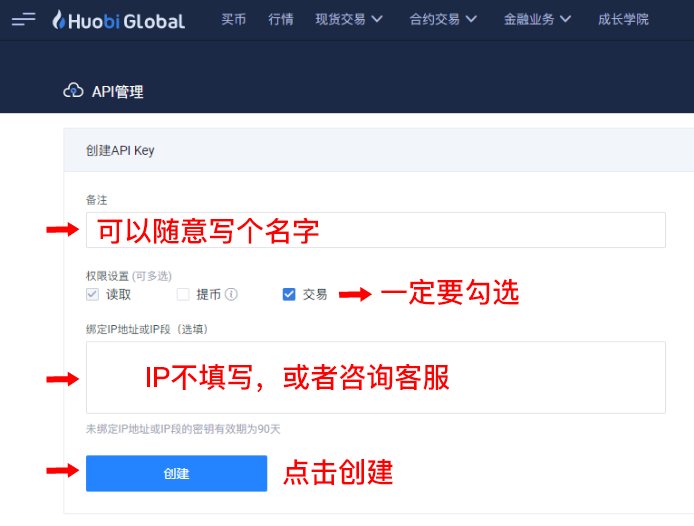 Huobi Global 买币 行情 现货交易 合约交易 金融业务 成长学院
API管理
创建API Key
备注
可以随意写个名字
权限设置 (可多选)
读取 提币 交易 一定要勾选
绑定IP地址或IP段（选填）
IP不填写，或者咨询客服
未绑定IP地址或IP段的密钥有效期为90天
创建 点击创建